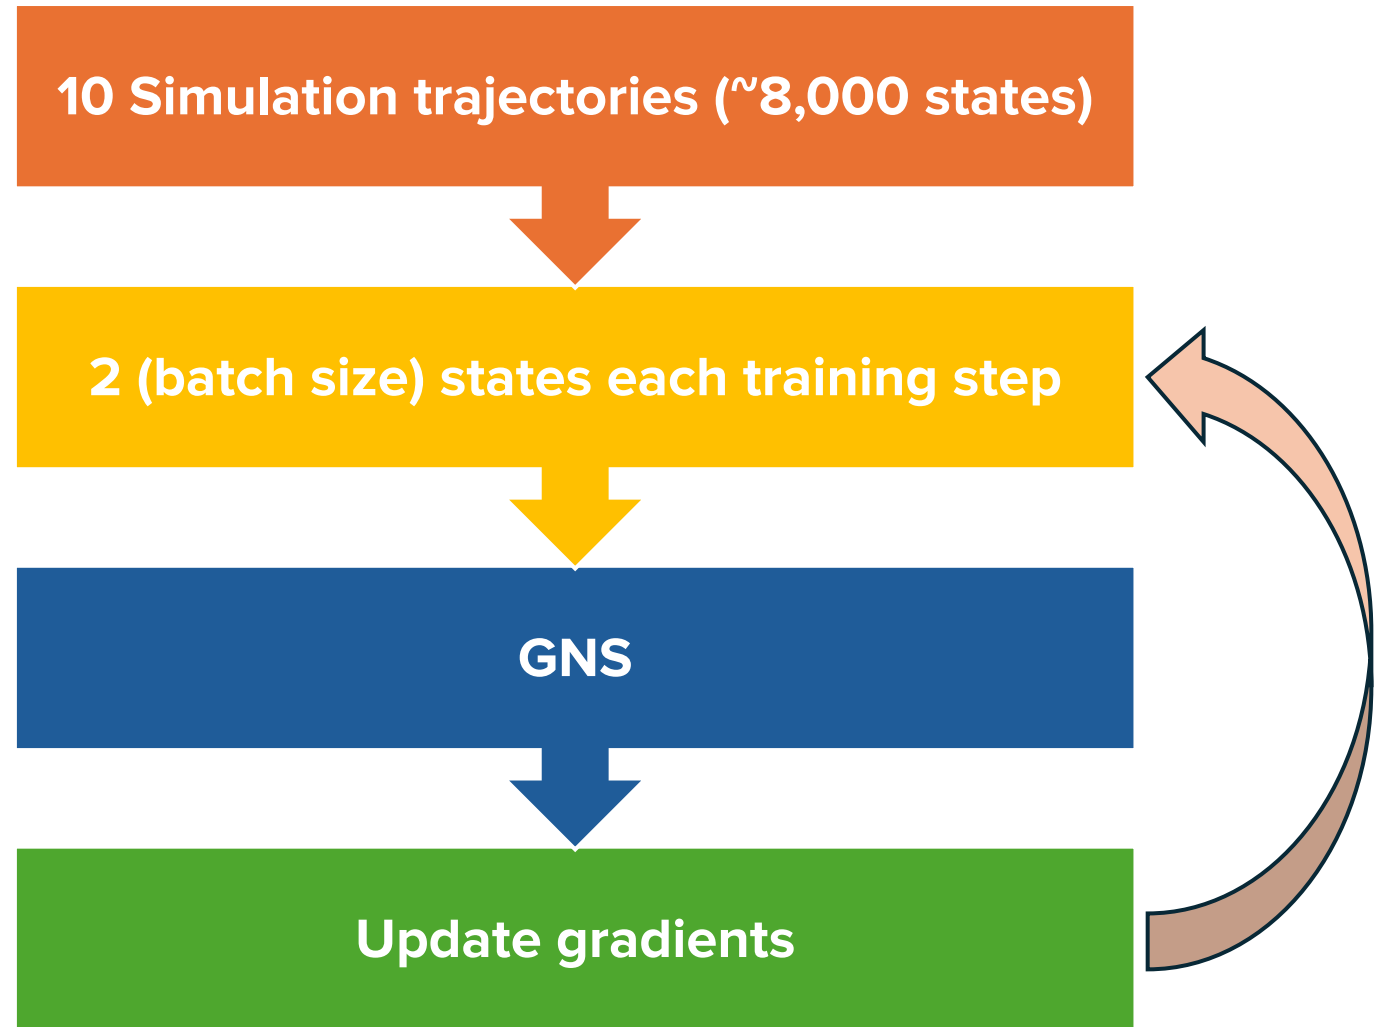 10 Simulation trajectories (~8,000 states)
2 (batch size) states each training step
GNS
Update gradients